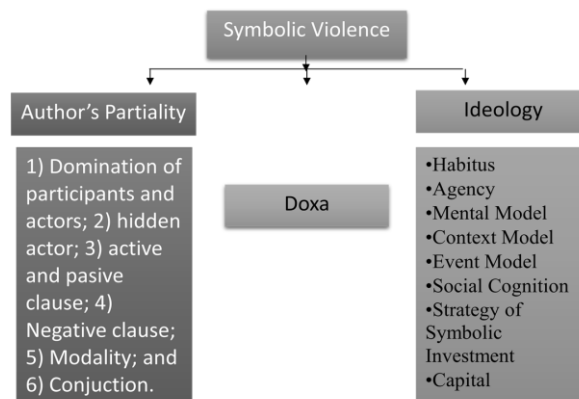 Symbolic Violence
Author's Partiality
1) Domination of
participants and
actors; 2) hidden
actor; 3) active
and pasive
clause; 4)
Negative clause;
5) Modality; and
6) Conjuction.
Doxa
Ideology
•Habitus
•Agency
•Mental Model
•Context Model
•Event Model
•Social Cognition
•Strategy of
Symbolic
Investment
•Capital